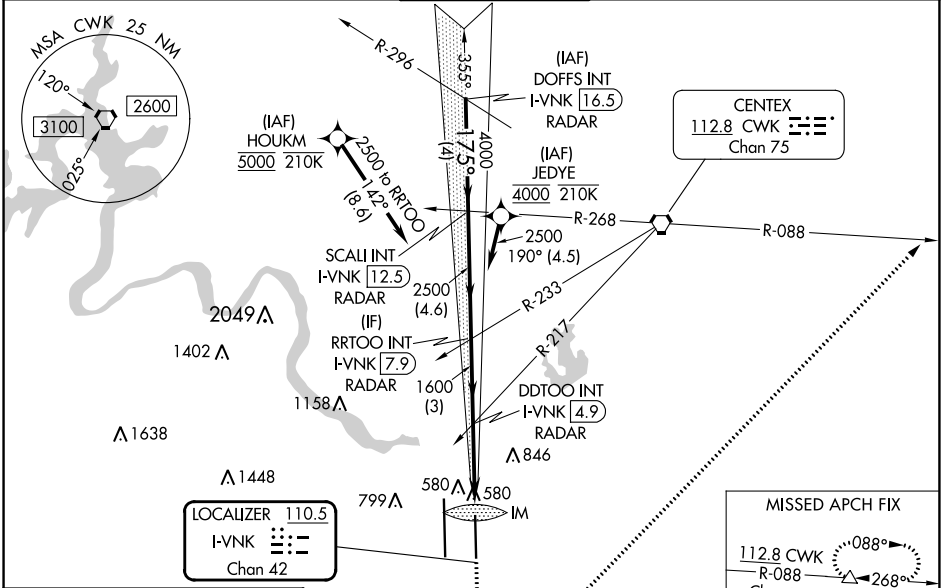 MSA CWK 25 NM
120°
3100
2600
025°
R-296
355°
(IAF)
DOFFS INT
I-VNK 16.5
RADAR
CENTEX
112.8 CWK
Chan 75
(IAF)
HOUKM
5000 210K
2500 to RRTOO
142°
(8.6)
175°
(4)
4000
(IAF)
JEDYE
4000 210K
R-268
R-088
2500
190° (4.5)
SCALI INT
I-VNK 12.5
RADAR
2500
(4.6)
R-233
R-217
2049
(IF)
RRTOO INT
I-VNK 7.9
RADAR
1402
1600
(3)
1158
DDTOO INT
I-VNK 4.9
RADAR
1638
846
1448
799
580
580
IM
LOCALIZER 110.5
I-VNK
Chan 42
MISSED APCH FIX
112.8 CWK
088°
R-088
268°